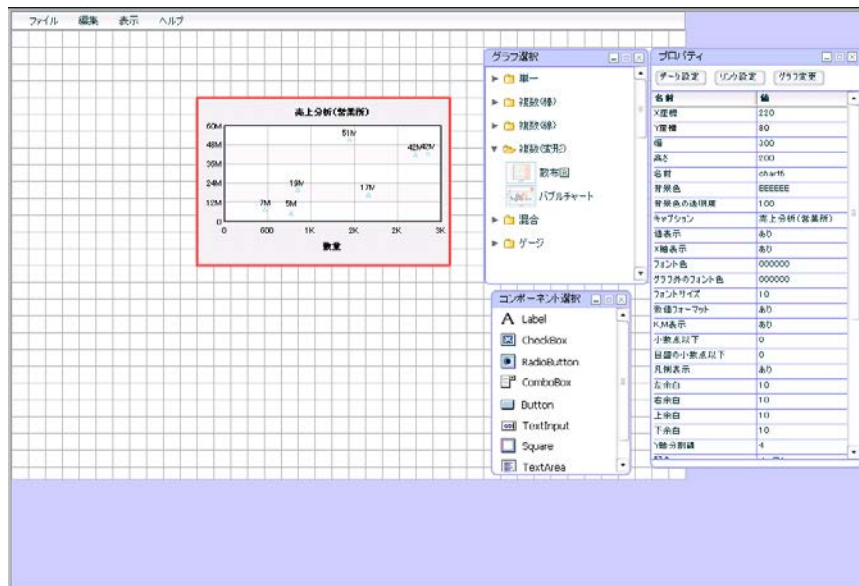 ファイル 編集 表示 ヘルプ
売上分析(営業所)
60M
48M
36M
24M
12M
0
51M
42M
42M
19M
17M
7M
5M
0 600 1K 2K 2K 3K
数量
グラフ選択
単一
複数(棒)
複数(線)
複数(変形)
散布図
バブルチャート
混合
ゲージ
コンポーネント選択
Label
CheckBox
RadioButton
ComboBox
Button
TextInput
Square
TextArea
プロパティ
データ設定 リンク設定 グラフ変更
名前 値
X座標 220
Y座標 80
幅 300
高さ 200
名前 chart6
背景色 EEEEEE
背景色の透明度 100
キャプション 売上分析(営業所)
値表示 あり
X軸表示 あり
フォント色 000000
グラフ外のフォント色 000000
フォントサイズ 10
数値フォーマット あり
K,M表示 あり
小数点以下 0
目盛の小数点以下 0
凡例表示 あり
左余白 10
右余白 10
上余白 10
下余白 10
Y軸分割線 4